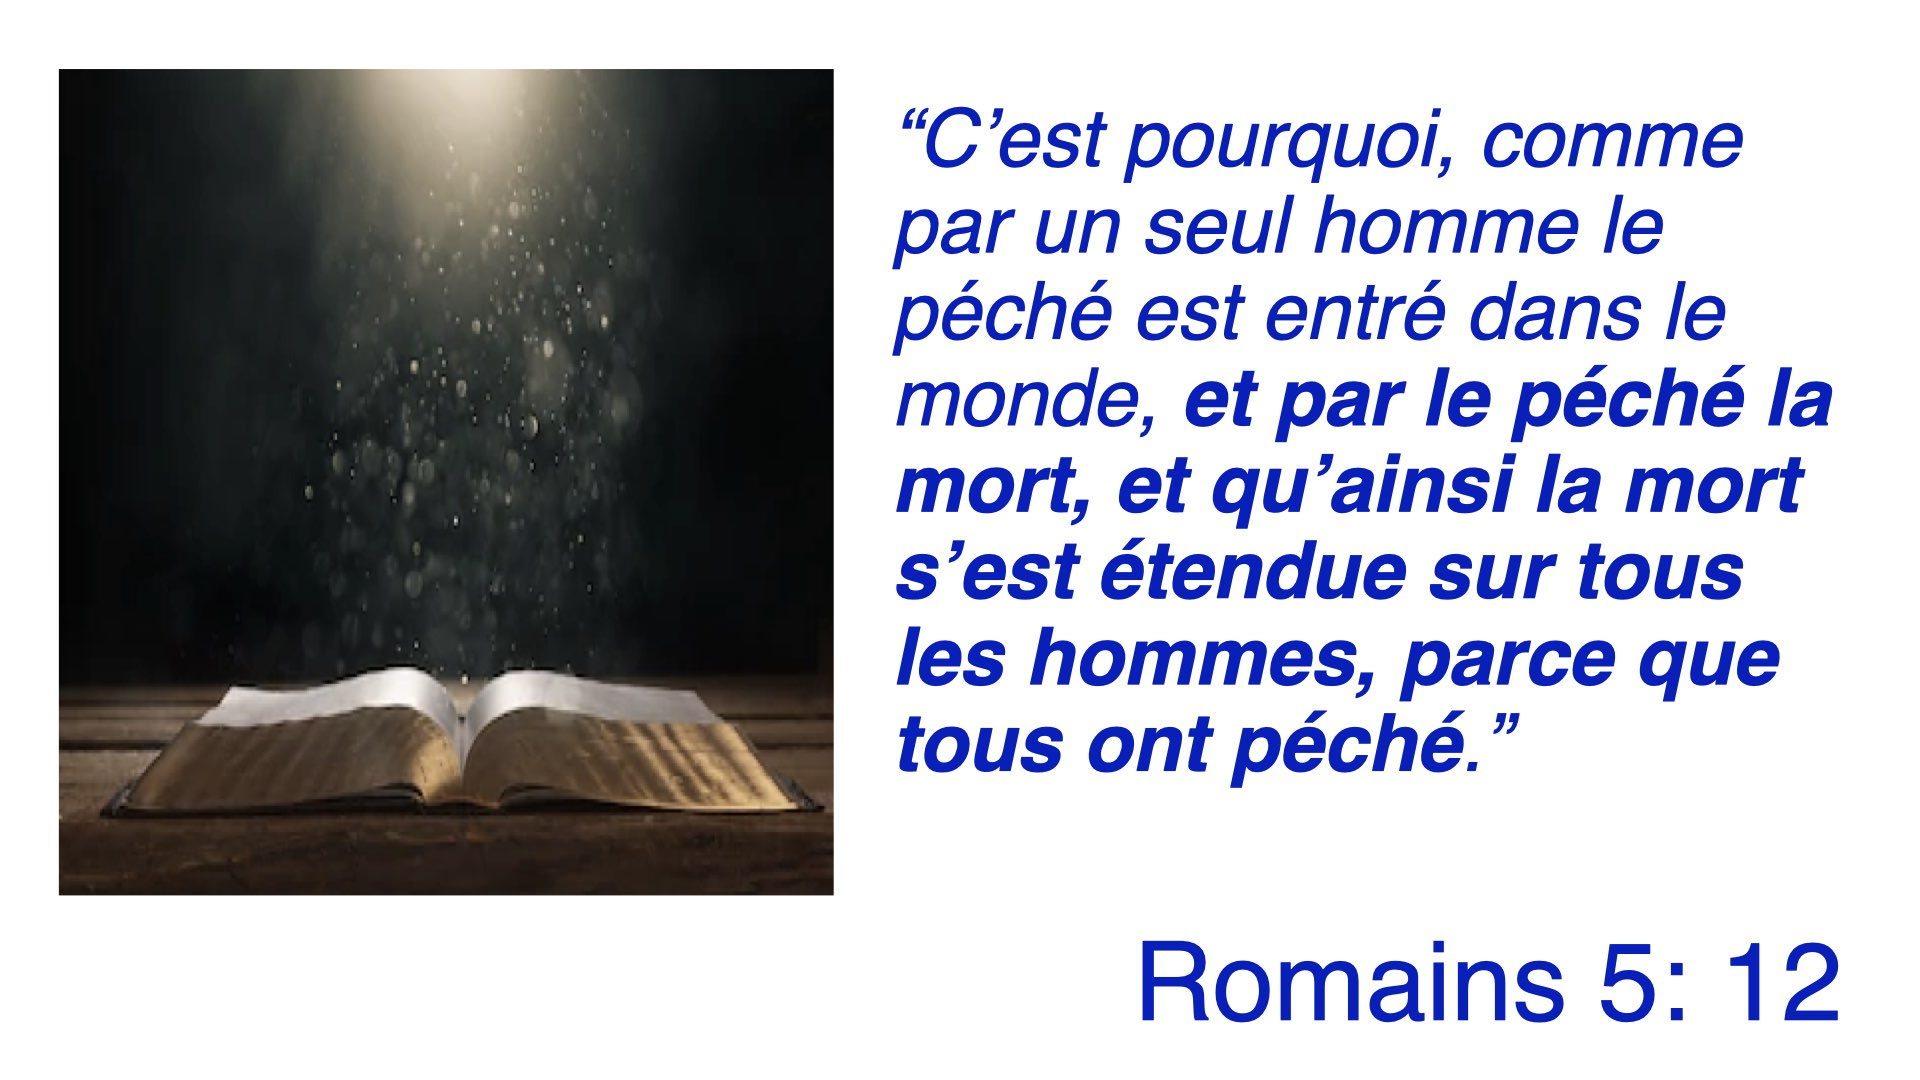 “C’est pourquoi, comme
par un seul homme le
péché est entré dans le
monde, et par le péché la
mort, et qu’ainsi la mort
s’est étendue sur tous
les hommes, parce que
tous ont péché.”
Romains 5: 12